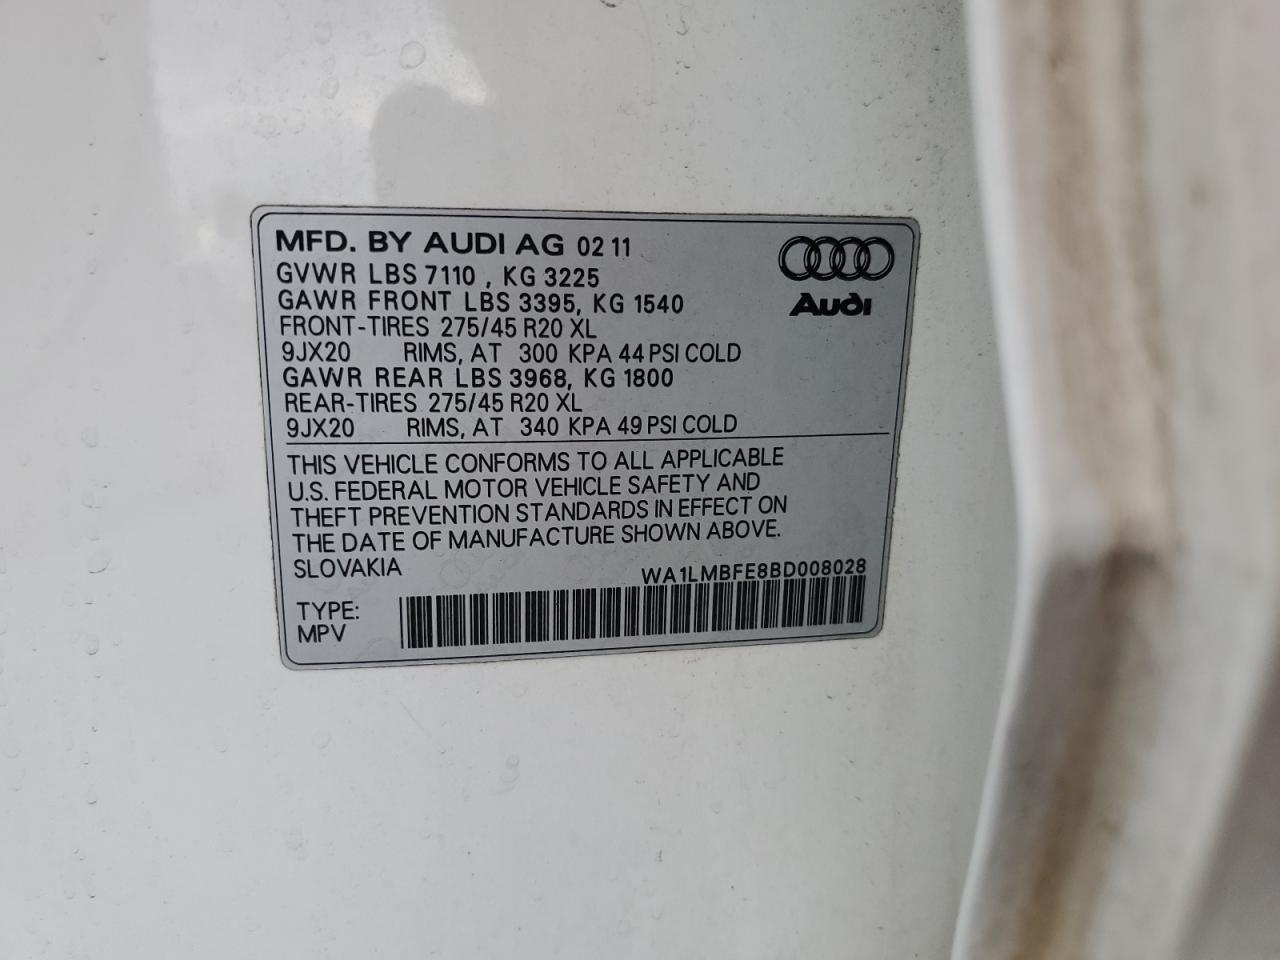 MFD. BY AUDI AG 02 11
GVWR LBS 7110 , KG 3225
GAWR FRONT LBS 3395, KG 1540
FRONT-TIRES 275/45 R20 XL
9JX20 RIMS, AT 300 KPA 44 PSI COLD
GAWR REAR LBS 3968, KG 1800
REAR-TIRES 275/45 R20 XL
9JX20 RIMS, AT 340 KPA 49 PSI COLD
Audi
THIS VEHICLE CONFORMS TO ALL APPLICABLE
U.S. FEDERAL MOTOR VEHICLE SAFETY AND
THEFT PREVENTION STANDARDS IN EFFECT ON
THE DATE OF MANUFACTURE SHOWN ABOVE.
SLOVAKIA
WA1LMBFE8BD008028
TYPE:
MPV